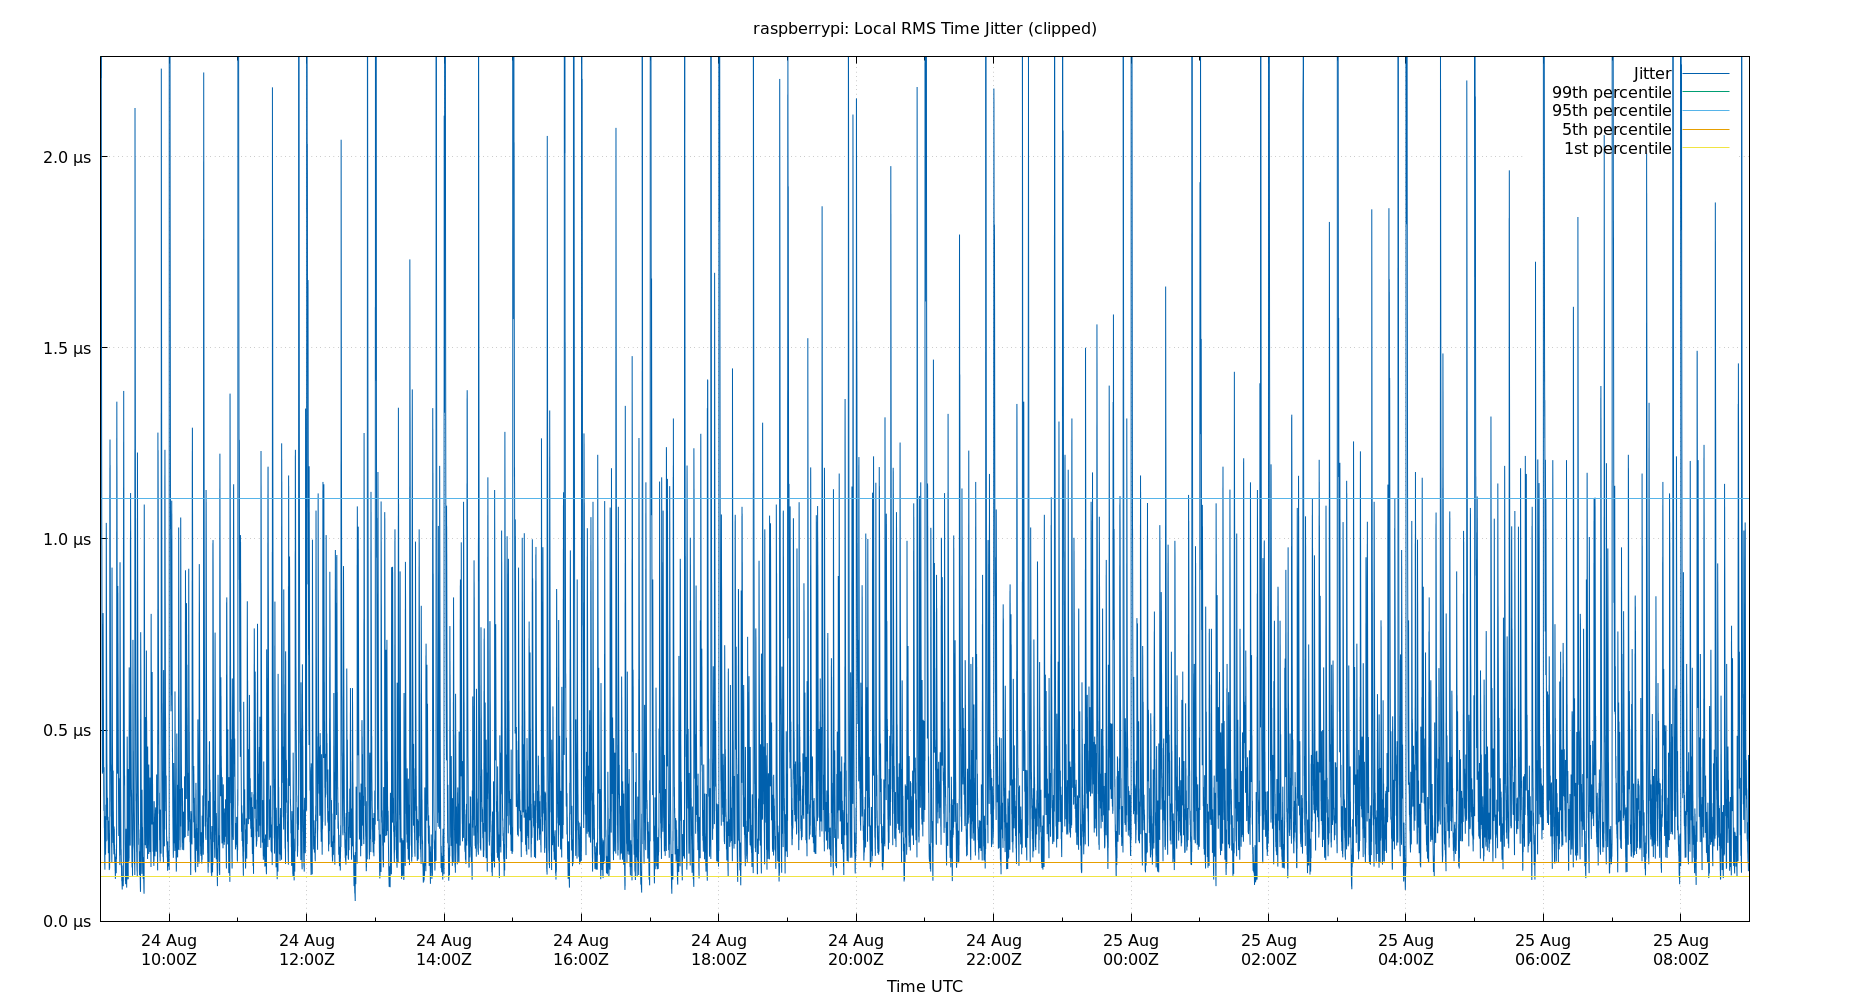 raspberrypi: Local RMS Time Jitter (clipped)
Jitter
99th percentile
95th percentile
5th percentile
1st percentile
2.0 µs
1.5 µs
1.0 µs
0.5 µs
0.0 µs
24 Aug 24 Aug 24 Aug 24 Aug 24 Aug 24 Aug 24 Aug 25 Aug 25 Aug 25 Aug 25 Aug 25 Aug
10:00Z 12:00Z 14:00Z 16:00Z 18:00Z 20:00Z 22:00Z 00:00Z 02:00Z 04:00Z 06:00Z 08:00Z
Time UTC